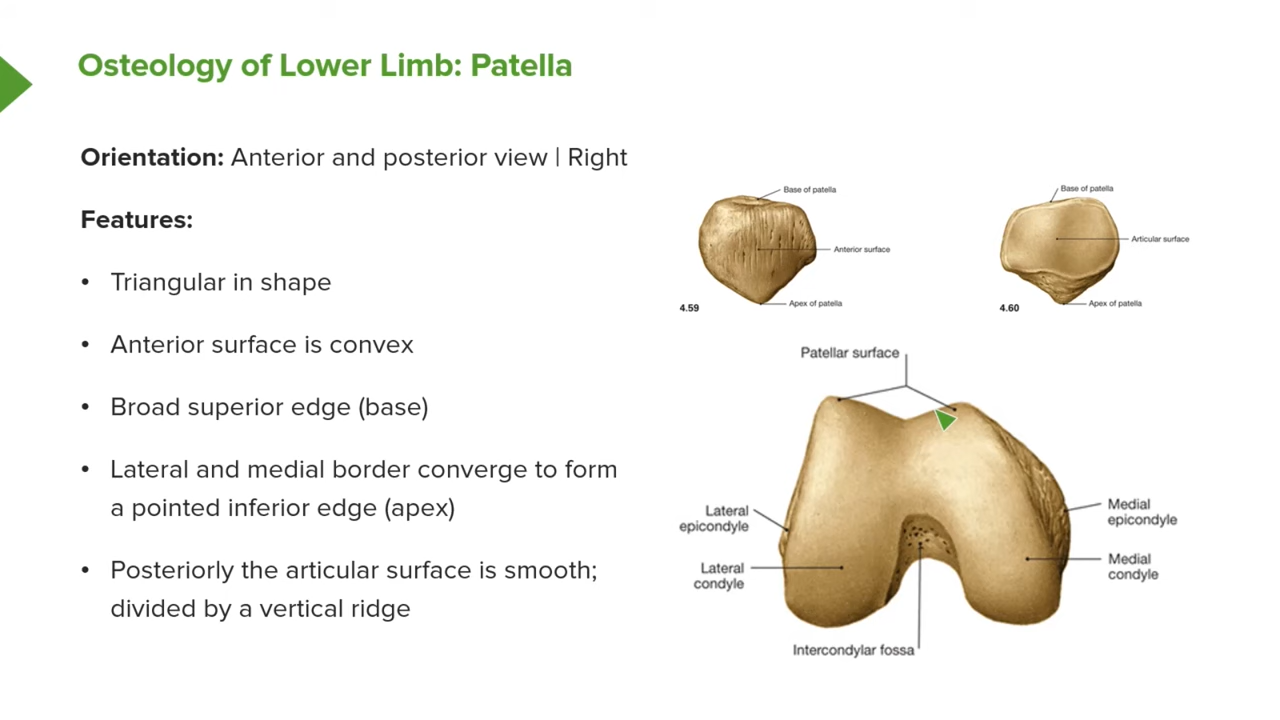 Osteology of Lower Limb: Patella
Orientation: Anterior and posterior view | Right
Features:
• Triangular in shape
• Anterior surface is convex
• Broad superior edge (base)
• Lateral and medial border converge to form
a pointed inferior edge (apex)
• Posteriorly the articular surface is smooth;
divided by a vertical ridge
Base of patella
Anterior surface
Apex of patella
4.59
Base of patella
Articular surface
Apex of patella
4.60
Patellar surface
Lateral
epicondyle
Lateral
condyle
Medial
epicondyle
Medial
condyle
Intercondylar fossa